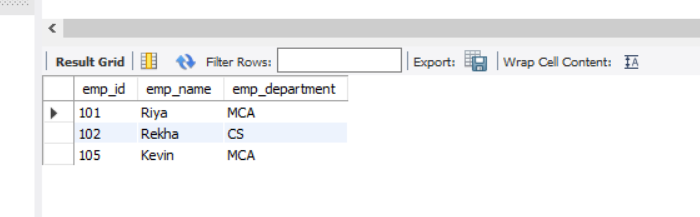 Result Grid Filter Rows: Export: Wrap Cell Content:
emp_id emp_name emp_department
101 Riya MCA
102 Rekha CS
105 Kevin MCA